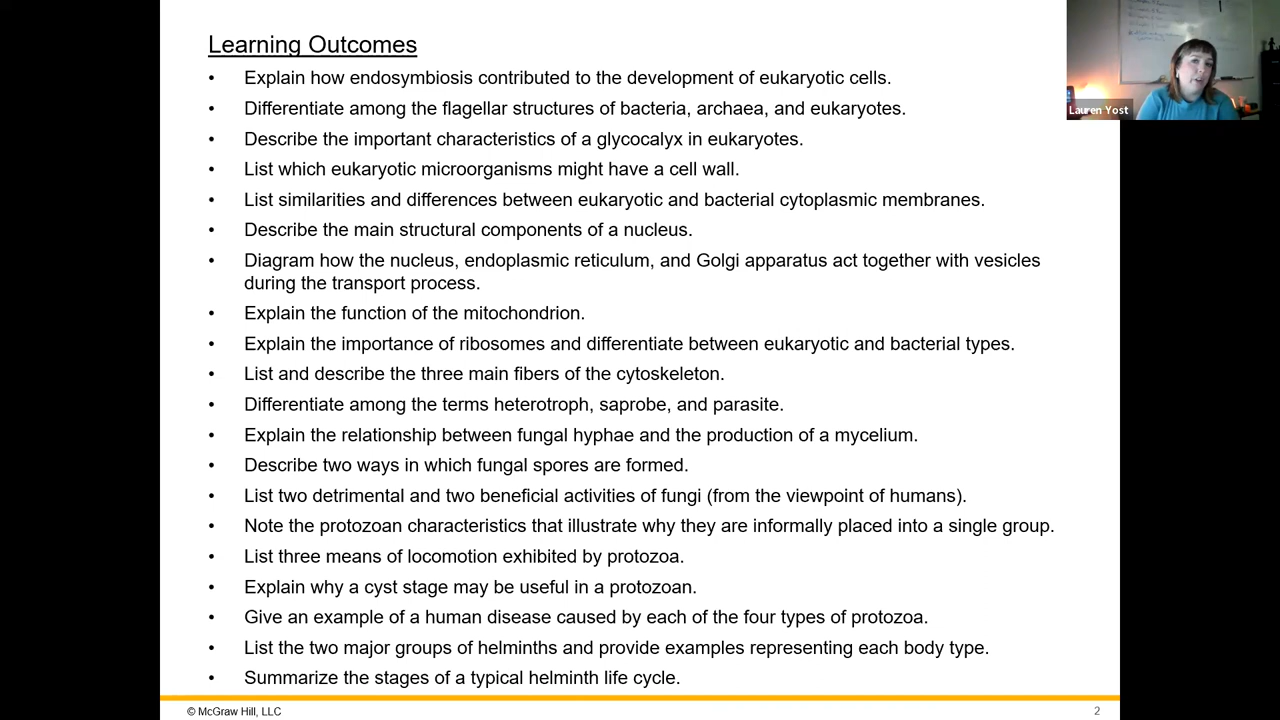 Learning Outcomes
• Explain how endosymbiosis contributed to the development of eukaryotic cells.
• Differentiate among the flagellar structures of bacteria, archaea, and eukaryotes.
• Describe the important characteristics of a glycocalyx in eukaryotes.
• List which eukaryotic microorganisms might have a cell wall.
• List similarities and differences between eukaryotic and bacterial cytoplasmic membranes.
• Describe the main structural components of a nucleus.
• Diagram how the nucleus, endoplasmic reticulum, and Golgi apparatus act together with vesicles
during the transport process.
• Explain the function of the mitochondrion.
• Explain the importance of ribosomes and differentiate between eukaryotic and bacterial types.
• List and describe the three main fibers of the cytoskeleton.
• Differentiate among the terms heterotroph, saprobe, and parasite.
• Explain the relationship between fungal hyphae and the production of a mycelium.
• Describe two ways in which fungal spores are formed.
• List two detrimental and two beneficial activities of fungi (from the viewpoint of humans).
• Note the protozoan characteristics that illustrate why they are informally placed into a single group.
• List three means of locomotion exhibited by protozoa.
• Explain why a cyst stage may be useful in a protozoan.
• Give an example of a human disease caused by each of the four types of protozoa.
• List the two major groups of helminths and provide examples representing each body type.
• Summarize the stages of a typical helminth life cycle.
© McGraw Hill, LLC
2
Lauren Yost